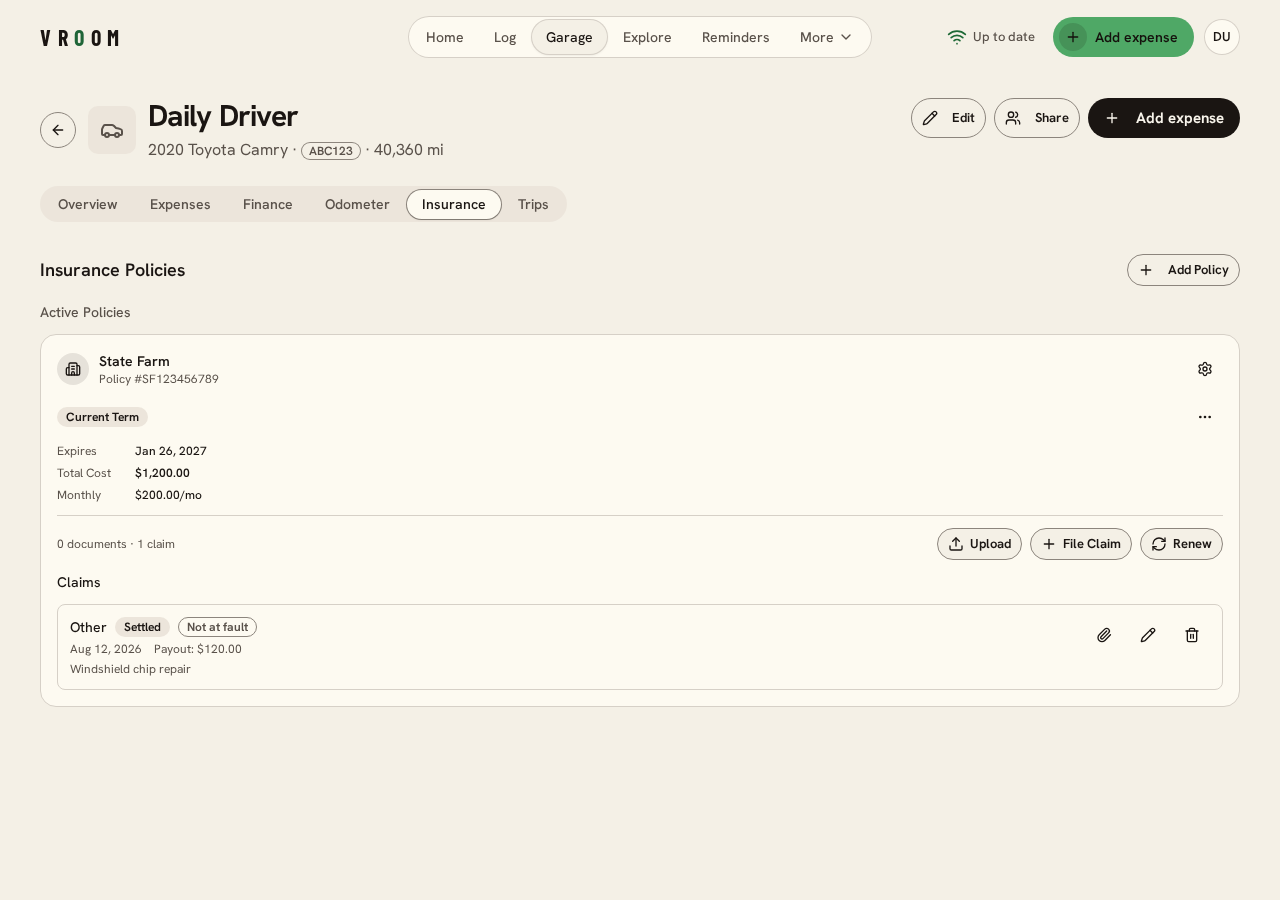 VROOM
Home
Log
Garage
Explore
Reminders
More
Up to date
Add expense
DU
Daily Driver
2020 Toyota Camry · ABC123 · 40,360 mi
Edit
Share
Add expense
Overview
Expenses
Finance
Odometer
Insurance
Trips
Insurance Policies
Add Policy
Active Policies
State Farm
Policy #SF123456789
Current Term
Expires Jan 26, 2027
Total Cost $1,200.00
Monthly $200.00/mo
0 documents · 1 claim
Upload
File Claim
Renew
Claims
Other Settled Not at fault
Aug 12, 2026 Payout: $120.00
Windshield chip repair